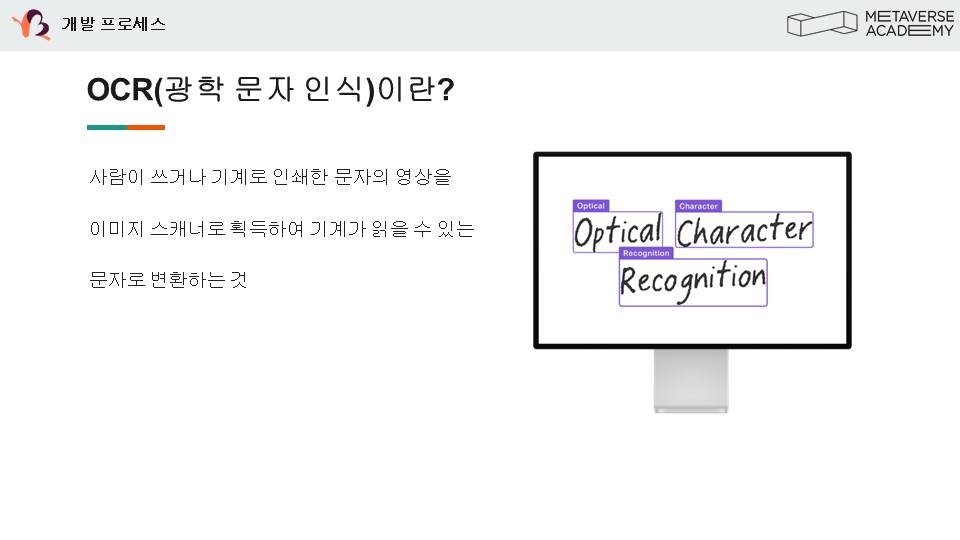 개발 프로세스
METAVERSE
ACADEMY
OCR(광학 문자 인식)이란?
사람이 쓰거나 기계로 인쇄한 문자의 영상을
이미지 스캐너로 획득하여 기계가 읽을 수 있는
문자로 변환하는 것
Optical
Character
Optical
Character
Recognition
Recognition